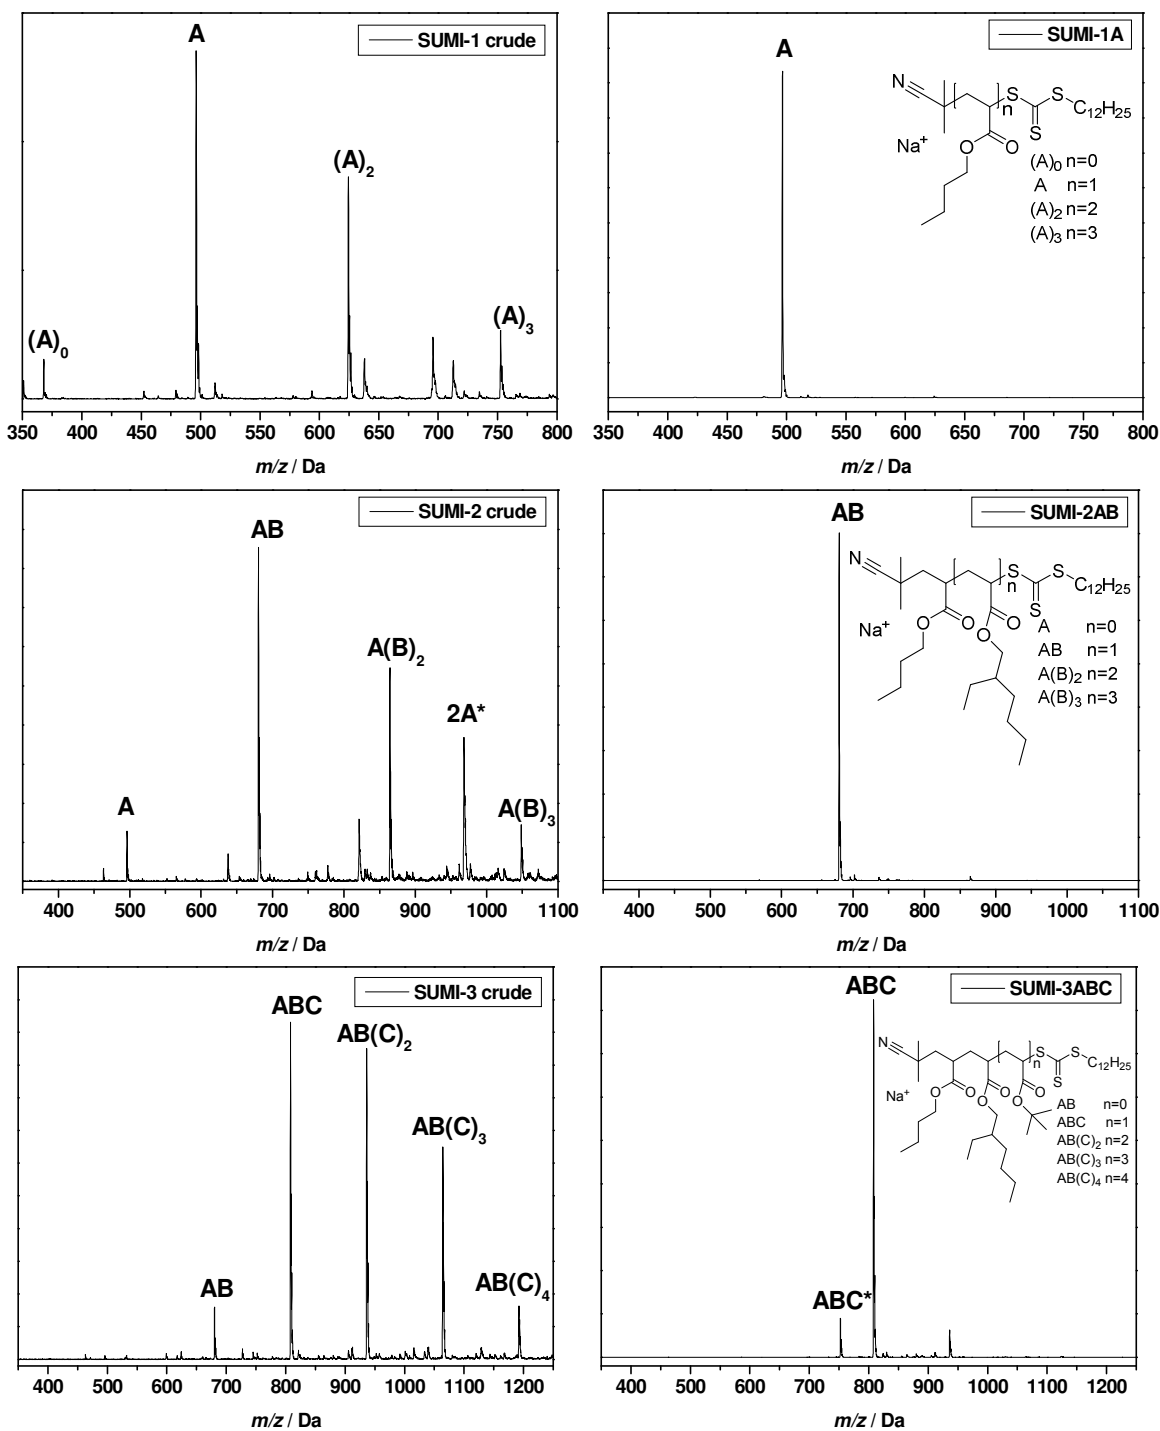 SUMI-1 crude
A
(A)2
(A)0
(A)3
350 400 450 500 550 600 650 700 750 800
m/z / Da
SUMI-1A
A
N
S
S
n
C12H25
S
Na+
O
O
(A)0 n=0
A n=1
(A)2 n=2
(A)3 n=3
350 400 450 500 550 600 650 700 750 800
m/z / Da
SUMI-2 crude
AB
A(B)2
2A*
A
A(B)3
400 500 600 700 800 900 1000 1100
m/z / Da
SUMI-2AB
AB
N
S
S
n
C12H25
S
Na+
O
O
O
O
A n=0
AB n=1
A(B)2 n=2
A(B)3 n=3
400 500 600 700 800 900 1000 1100
m/z / Da
SUMI-3 crude
ABC
AB(C)2
AB(C)3
AB
AB(C)4
400 500 600 700 800 900 1000 1100 1200
m/z / Da
SUMI-3ABC
ABC
N
S
S
n
C12H25
S
Na+
O
O
O
O
O
O
AB n=0
ABC n=1
AB(C)2 n=2
AB(C)3 n=3
AB(C)4 n=4
ABC*
400 500 600 700 800 900 1000 1100 1200
m/z / Da